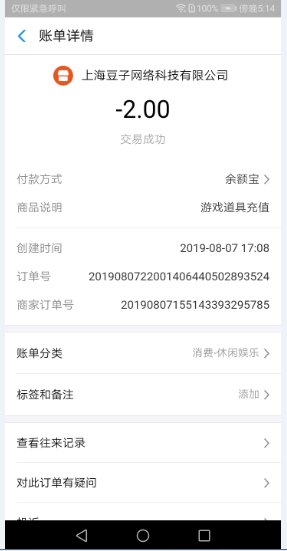 仅限紧急呼叫 100% 傍晚5:14
账单详情
上海豆子网络科技有限公司
-2.00
交易成功
付款方式 余额宝
商品说明 游戏道具充值
创建时间 2019-08-07 17:08
订单号 2019080722001406440502893524
商家订单号 20190807155143393295785
账单分类 消费-休闲娱乐
标签和备注 添加
查看往来记录
对此订单有疑问